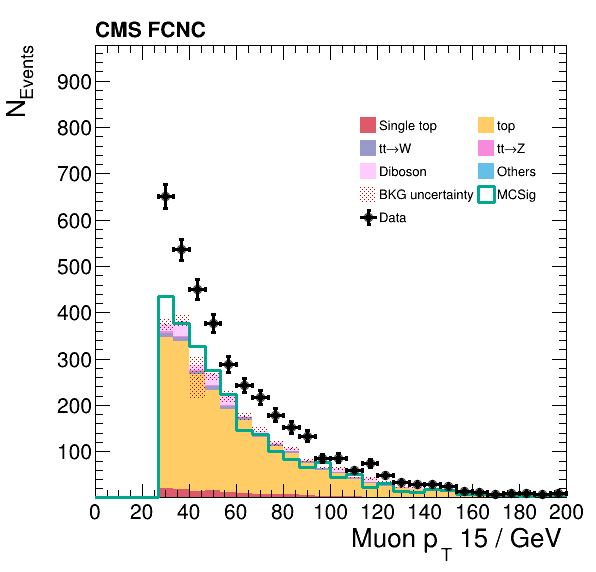 CMS FCNC
N_Events
900
800
700
600
500
400
300
200
100
Single top
top
tt→W
tt→Z
Diboson
Others
BKG uncertainty
MCSig
Data
0 20 40 60 80 100 120 140 160 180 200
Muon p_T 15 / GeV